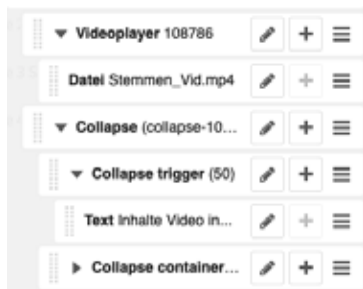 Videoplayer 108786
Datei Stemmen_Vid.mp4
Collapse (collapse-10...
Collapse trigger (50)
Text Inhalte Video in...
Collapse container...